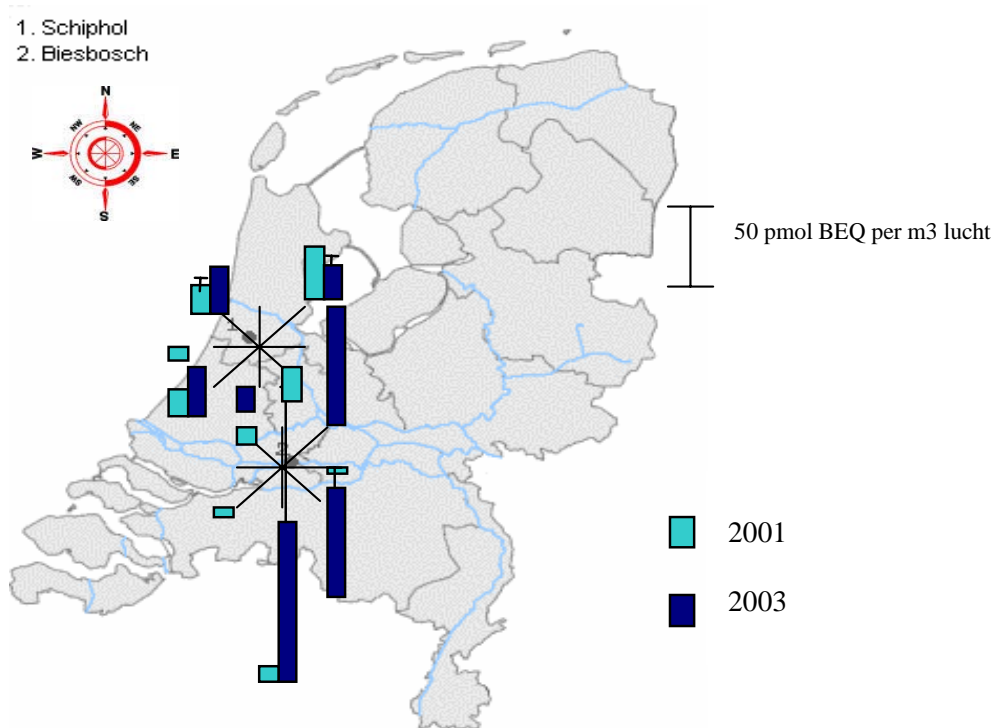 1. Schiphol
2. Biesbosch
N
NW
NE
W
E
SW
SE
S
50 pmol BEQ per m3 lucht
1
2
2001
2003